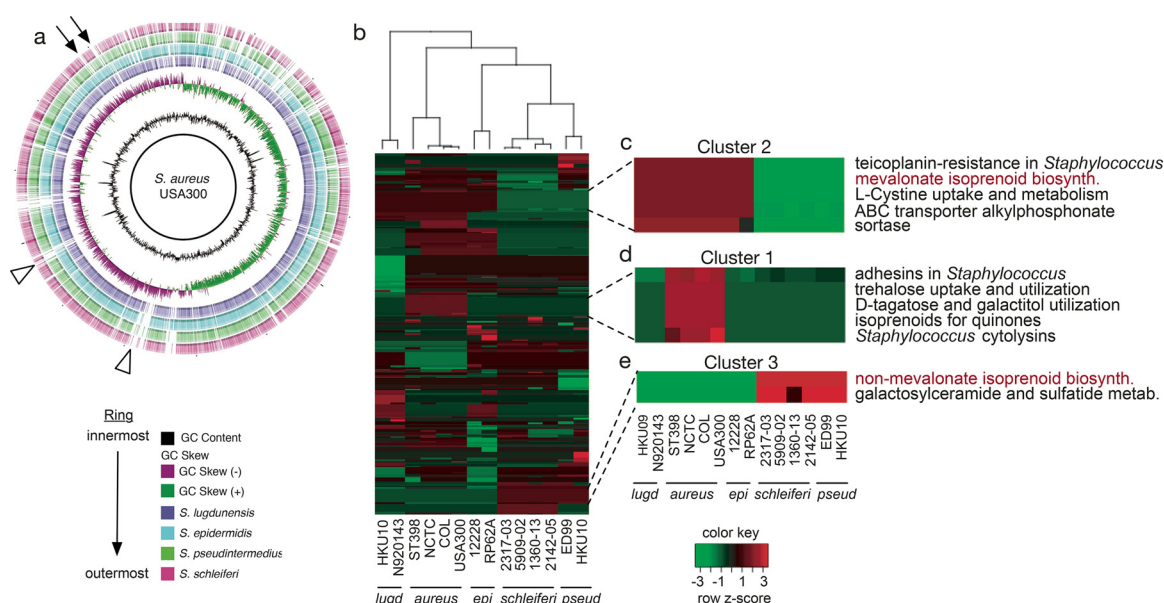 a
S. aureus
USA300
Ring
innermost
outermost
GC Content
GC Skew
GC Skew (-)
GC Skew (+)
S. lugdunensis
S. epidermidis
S. pseudintermedius
S. schleiferi
b
HKU10
N920143
ST398
NCTC
COL
USA300
12228
RP62A
2317-03
5909-02
1360-13
2142-05
ED99
HKU10
lugd
aureus
epi
schleiferi
pseud
c
Cluster 2
teicoplanin-resistance in Staphylococcus
mevalonate isoprenoid biosynth.
L-Cystine uptake and metabolism
ABC transporter alkylphosphonate
sortase
d
Cluster 1
adhesins in Staphylococcus
trehalose uptake and utilization
D-tagatose and galactitol utilization
isoprenoids for quinones
Staphylococcus cytolysins
e
Cluster 3
non-mevalonate isoprenoid biosynth.
galactosylceramide and sulfatide metab.
HKU09
N920143
ST398
NCTC
COL
USA300
12228
RP62A
2317-03
5909-02
1360-13
2142-05
ED99
HKU10
lugd
aureus
epi
schleiferi
pseud
color key
-3 -1 1 3
row z-score